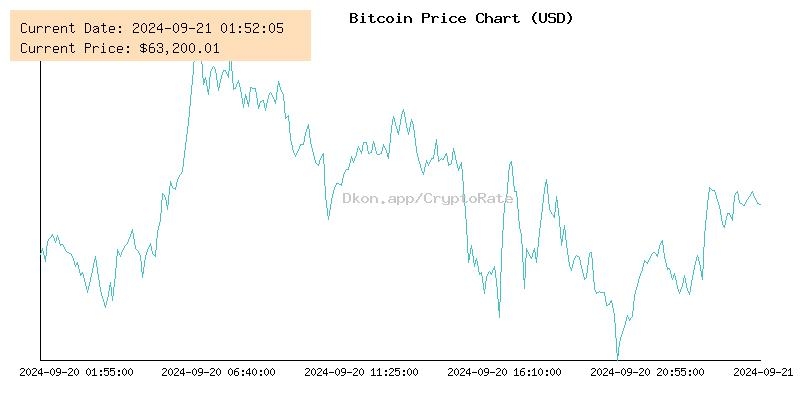 Bitcoin Price Chart (USD)
Current Date: 2024-09-21 01:52:05
Current Price: $63,200.01
Dkon.app/CryptoRate
2024-09-20 01:55:00 2024-09-20 06:40:00 2024-09-20 11:25:00 2024-09-20 16:10:00 2024-09-20 20:55:00 2024-09-21